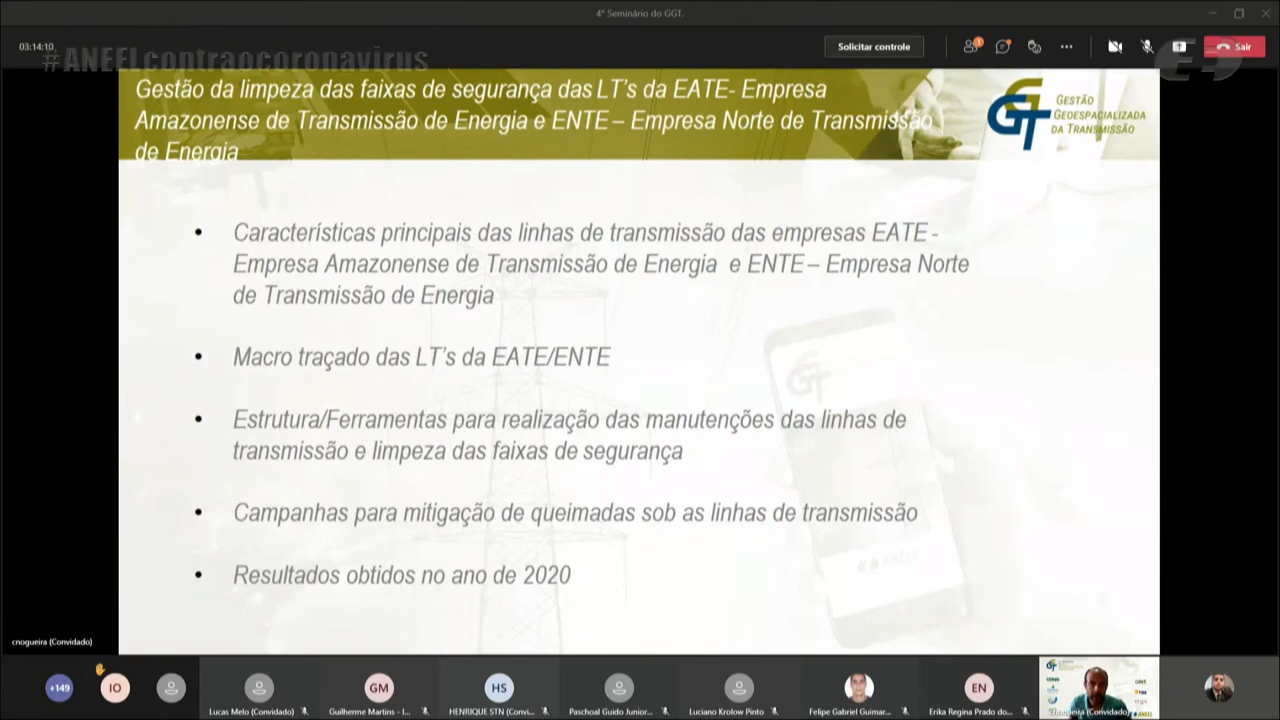 4° Seminário do GGT.
03:14:10
#ANEELcontraocoronavirus
Solicitar controle
1
Sair
Gestão da limpeza das faixas de segurança das LT's da EATE- Empresa
Amazonense de Transmissão de Energia e ENTE – Empresa Norte de Transmissão
de Energia
GGT
GESTÃO
GEOESPACIALIZADA
DA TRANSMISSÃO
• Características principais das linhas de transmissão das empresas EATE -
Empresa Amazonense de Transmissão de Energia e ENTE – Empresa Norte
de Transmissão de Energia
• Macro traçado das LT's da EATE/ENTE
• Estrutura/Ferramentas para realização das manutenções das linhas de
transmissão e limpeza das faixas de segurança
• Campanhas para mitigação de queimadas sob as linhas de transmissão
• Resultados obtidos no ano de 2020
cnogueira (Convidado)
+149
IO
GM
HS
EN
Lucas Melo (Convidado)
Guilherme Martins - I...
HENRIQUE STN (Convi...
Paschoal Guido Junior...
Luciano Krolow Pinto
Felipe Gabriel Guimar...
Erika Regina Prado do...
cnogueira (Convidado)